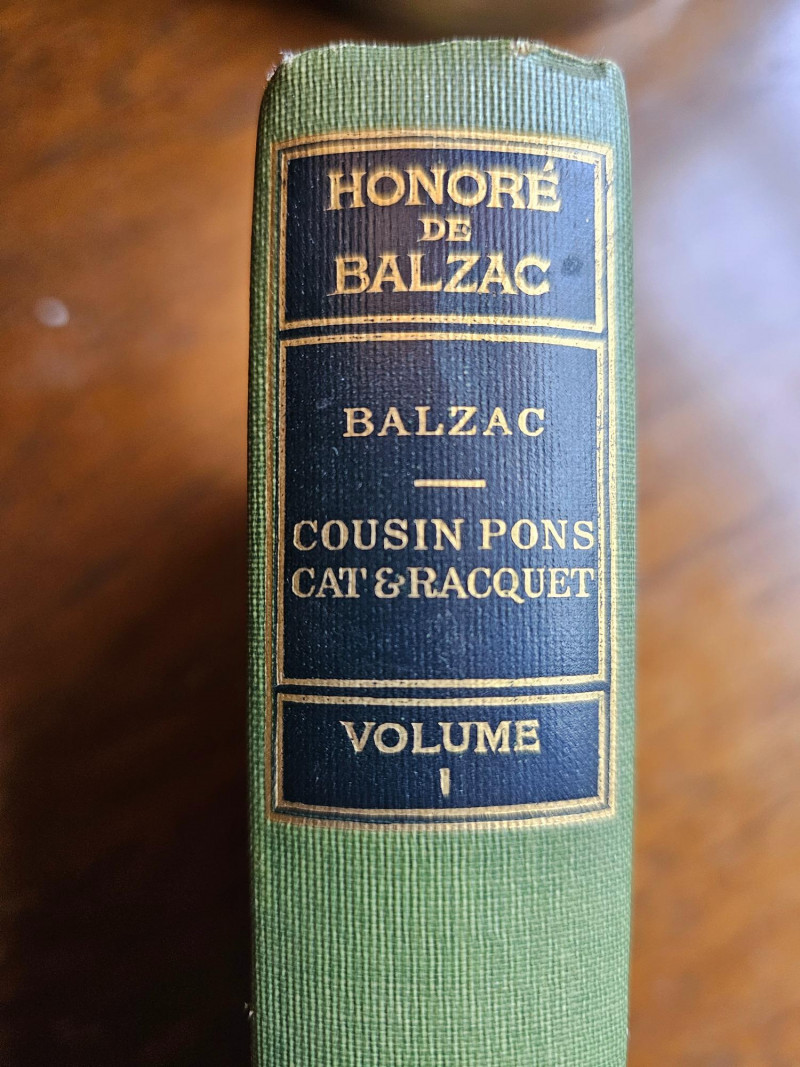 HONORÉ
DE
BALZAC
BALZAC
COUSIN PONS
CAT & RACQUET
VOLUME
I